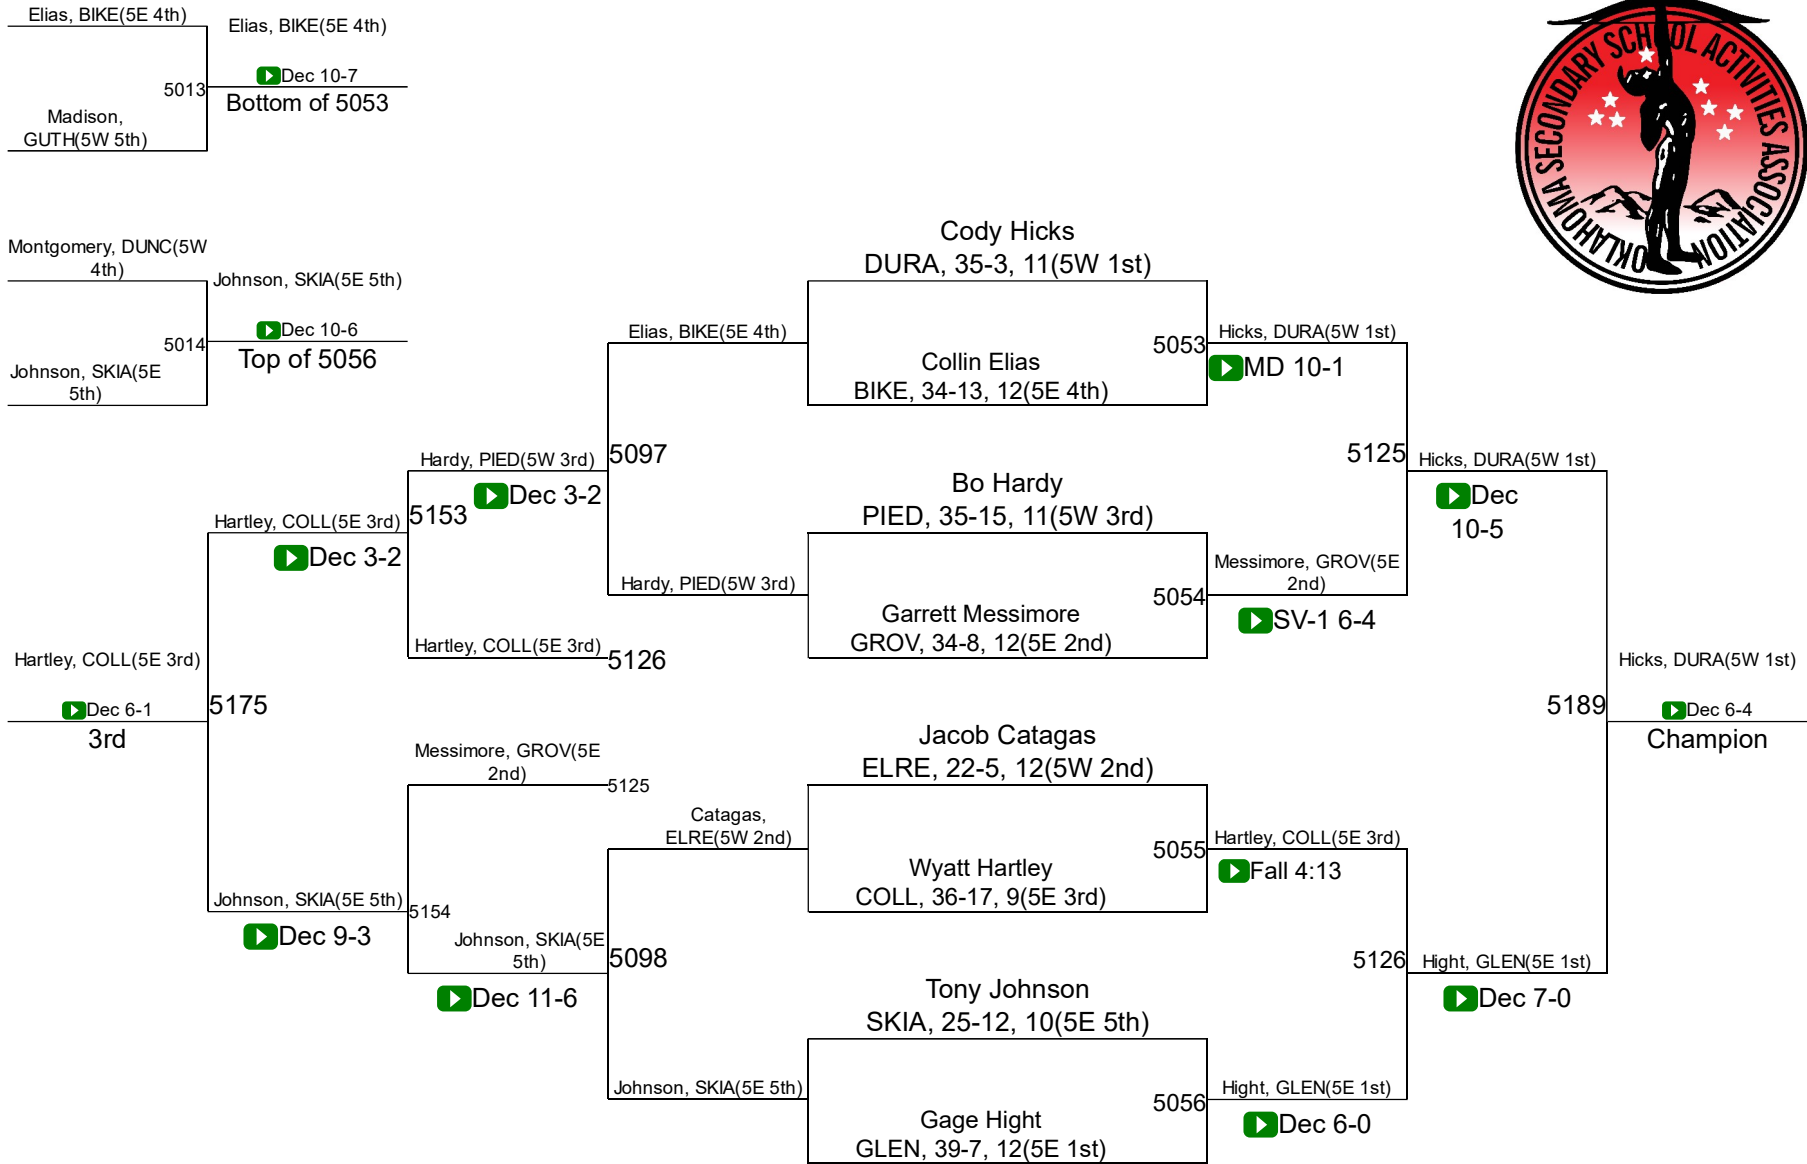 Elias, BIKE(5E 4th)
Elias, BIKE(5E 4th)
5013
Dec 10-7
Bottom of 5053
Madison,
GUTH(5W 5th)
OKLAHOMA SECONDARY SCHOOL ACTIVITIES ASSOCIATION
Montgomery, DUNC(5W
4th)
Johnson, SKIA(5E 5th)
5014
Dec 10-6
Top of 5056
Johnson, SKIA(5E
5th)
Cody Hicks
DURA, 35-3, 11(5W 1st)
Elias, BIKE(5E 4th)
5053
Hicks, DURA(5W 1st)
MD 10-1
Collin Elias
BIKE, 34-13, 12(5E 4th)
Hardy, PIED(5W 3rd)
5097
Dec 3-2
5125
Hicks, DURA(5W 1st)
Dec
10-5
Bo Hardy
PIED, 35-15, 11(5W 3rd)
Hartley, COLL(5E 3rd)
5153
Dec 3-2
Hardy, PIED(5W 3rd)
5054
Messimore, GROV(5E
2nd)
SV-1 6-4
Garrett Messimore
GROV, 34-8, 12(5E 2nd)
Hartley, COLL(5E 3rd)
5126
Hartley, COLL(5E 3rd)
5175
Dec 6-1
3rd
5189
Hicks, DURA(5W 1st)
Dec 6-4
Champion
Messimore, GROV(5E
2nd)
5125
Jacob Catagas
ELRE, 22-5, 12(5W 2nd)
Catagas,
ELRE(5W 2nd)
5055
Hartley, COLL(5E 3rd)
Fall 4:13
Wyatt Hartley
COLL, 36-17, 9(5E 3rd)
Johnson, SKIA(5E 5th)
5154
Dec 9-3
Johnson, SKIA(5E
5th)
5098
Dec 11-6
5126
Hight, GLEN(5E 1st)
Dec 7-0
Tony Johnson
SKIA, 25-12, 10(5E 5th)
Johnson, SKIA(5E 5th)
5056
Hight, GLEN(5E 1st)
Dec 6-0
Gage Hight
GLEN, 39-7, 12(5E 1st)